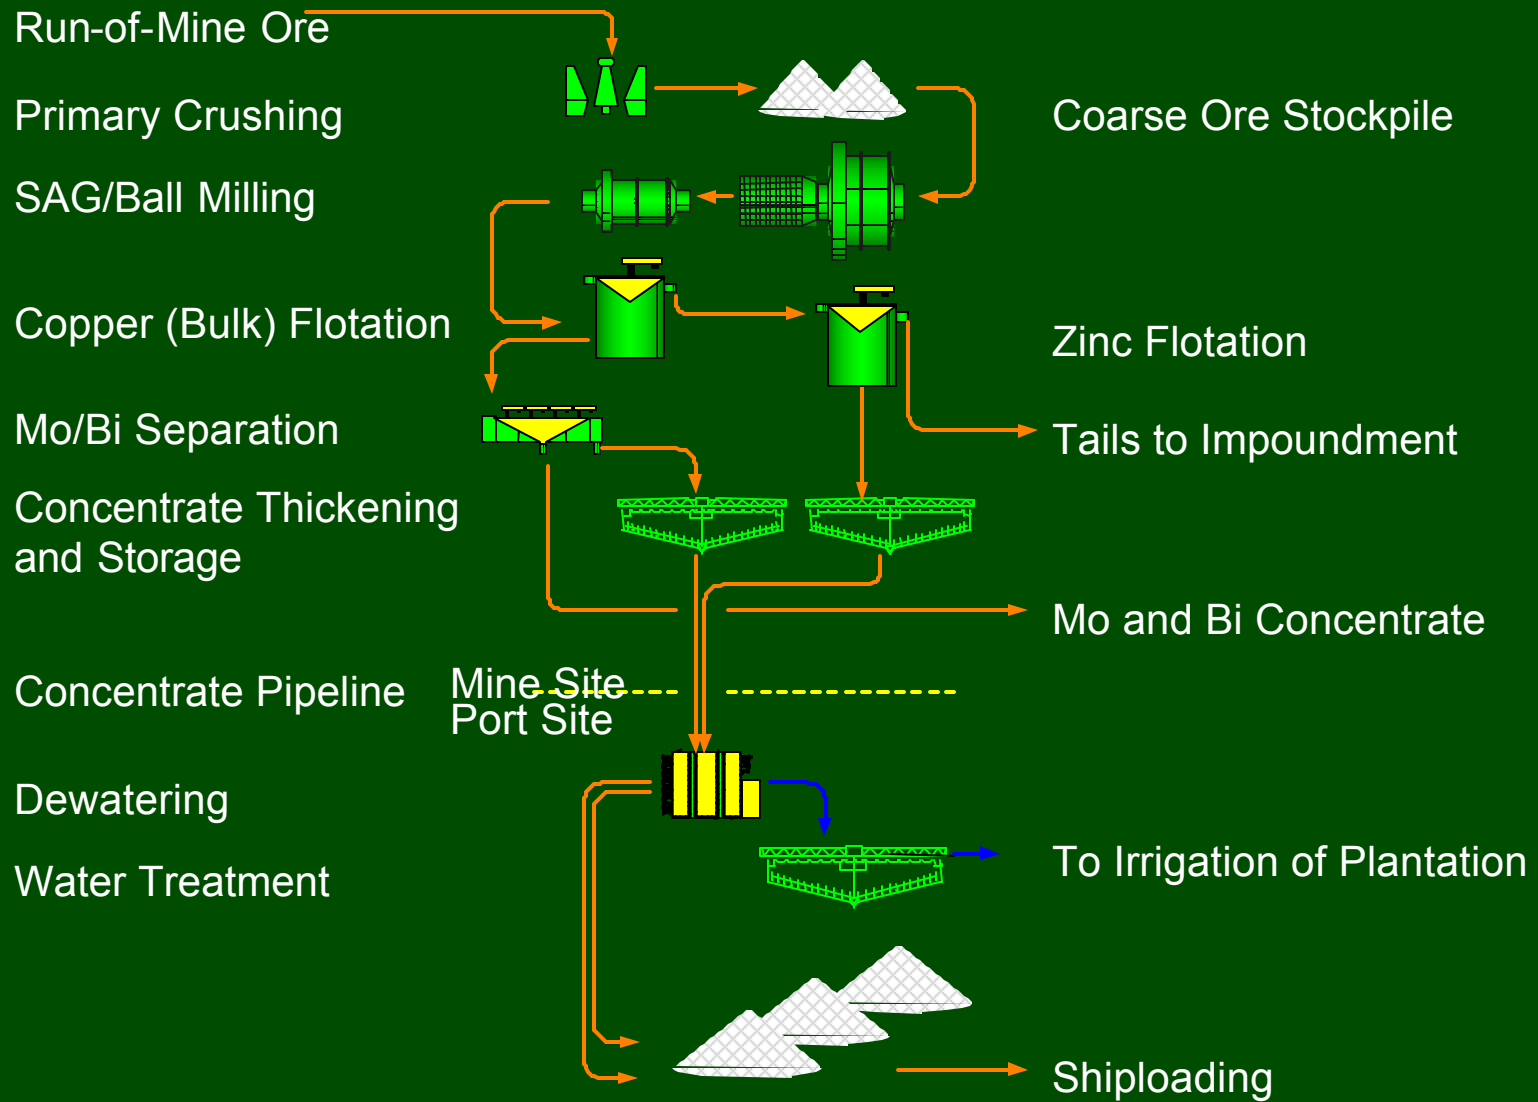 Run-of-Mine Ore
Primary Crushing
Coarse Ore Stockpile
SAG/Ball Milling
Copper (Bulk) Flotation
Zinc Flotation
Mo/Bi Separation
Tails to Impoundment
Concentrate Thickening
and Storage
Mo and Bi Concentrate
Concentrate Pipeline
Mine Site
Port Site
Dewatering
To Irrigation of Plantation
Water Treatment
Shiploading